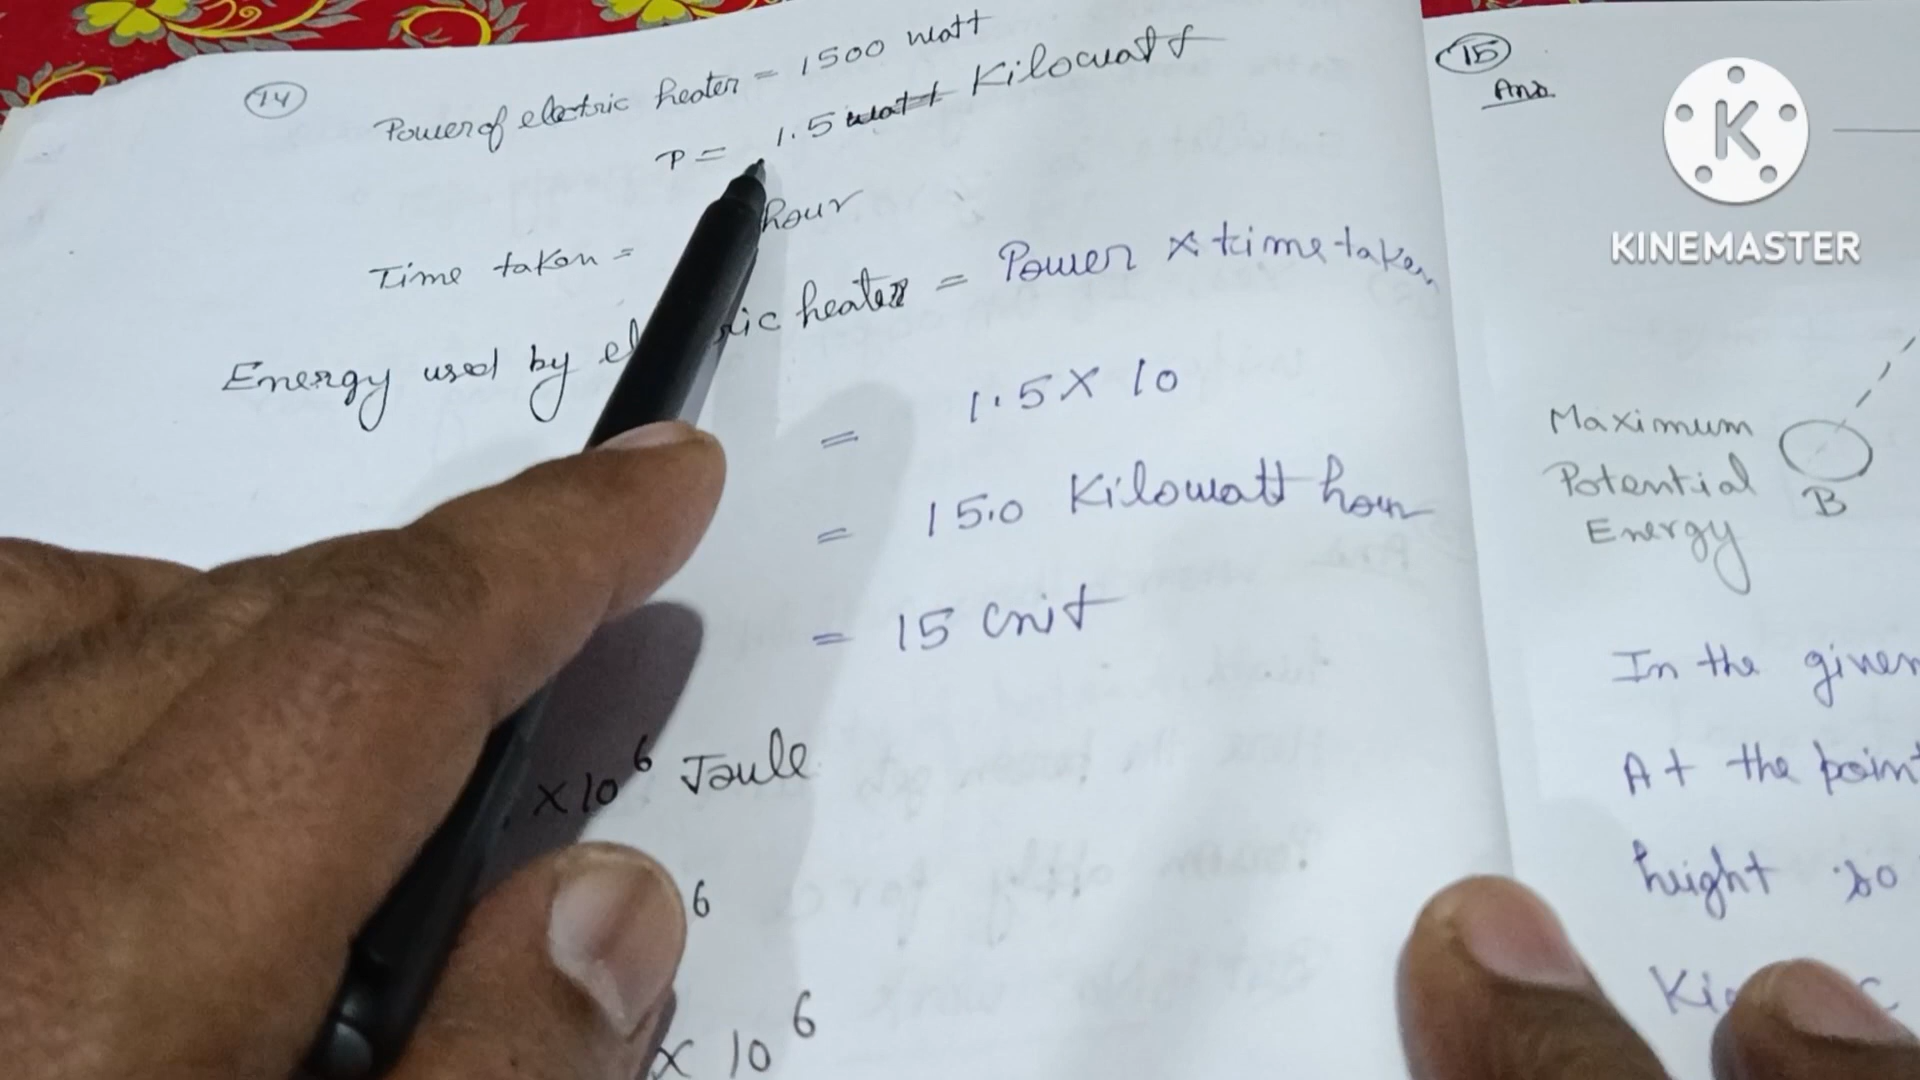 14
Power of electric heater = 1500 watt
P = 1.5 watt Kilowatt
Time taken = hour
Energy used by el ric heater = Power × time taken
= 1.5 × 10
= 15.0 Kilowatt hour
= 15 Unit
× 10⁶ Joule
6
× 10⁶
15
Ans
K
KINEMASTER
Maximum
Potential
Energy
B
In the given
At the point
height so